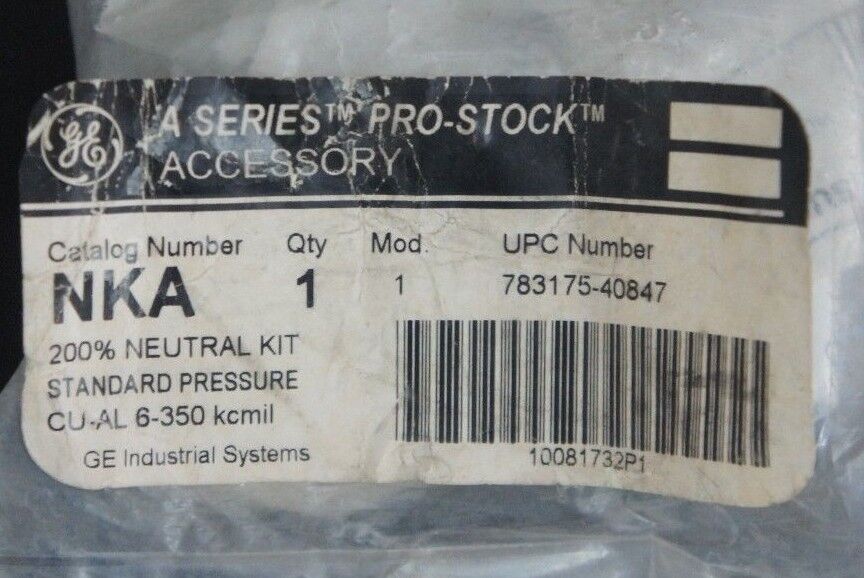 GE
A SERIES™ PRO-STOCK™
ACCESSORY
Catalog Number Qty Mod. UPC Number
NKA 1 1 783175-40847
200% NEUTRAL KIT
STANDARD PRESSURE
CU-AL 6-350 kcmil
GE Industrial Systems
10081732P1